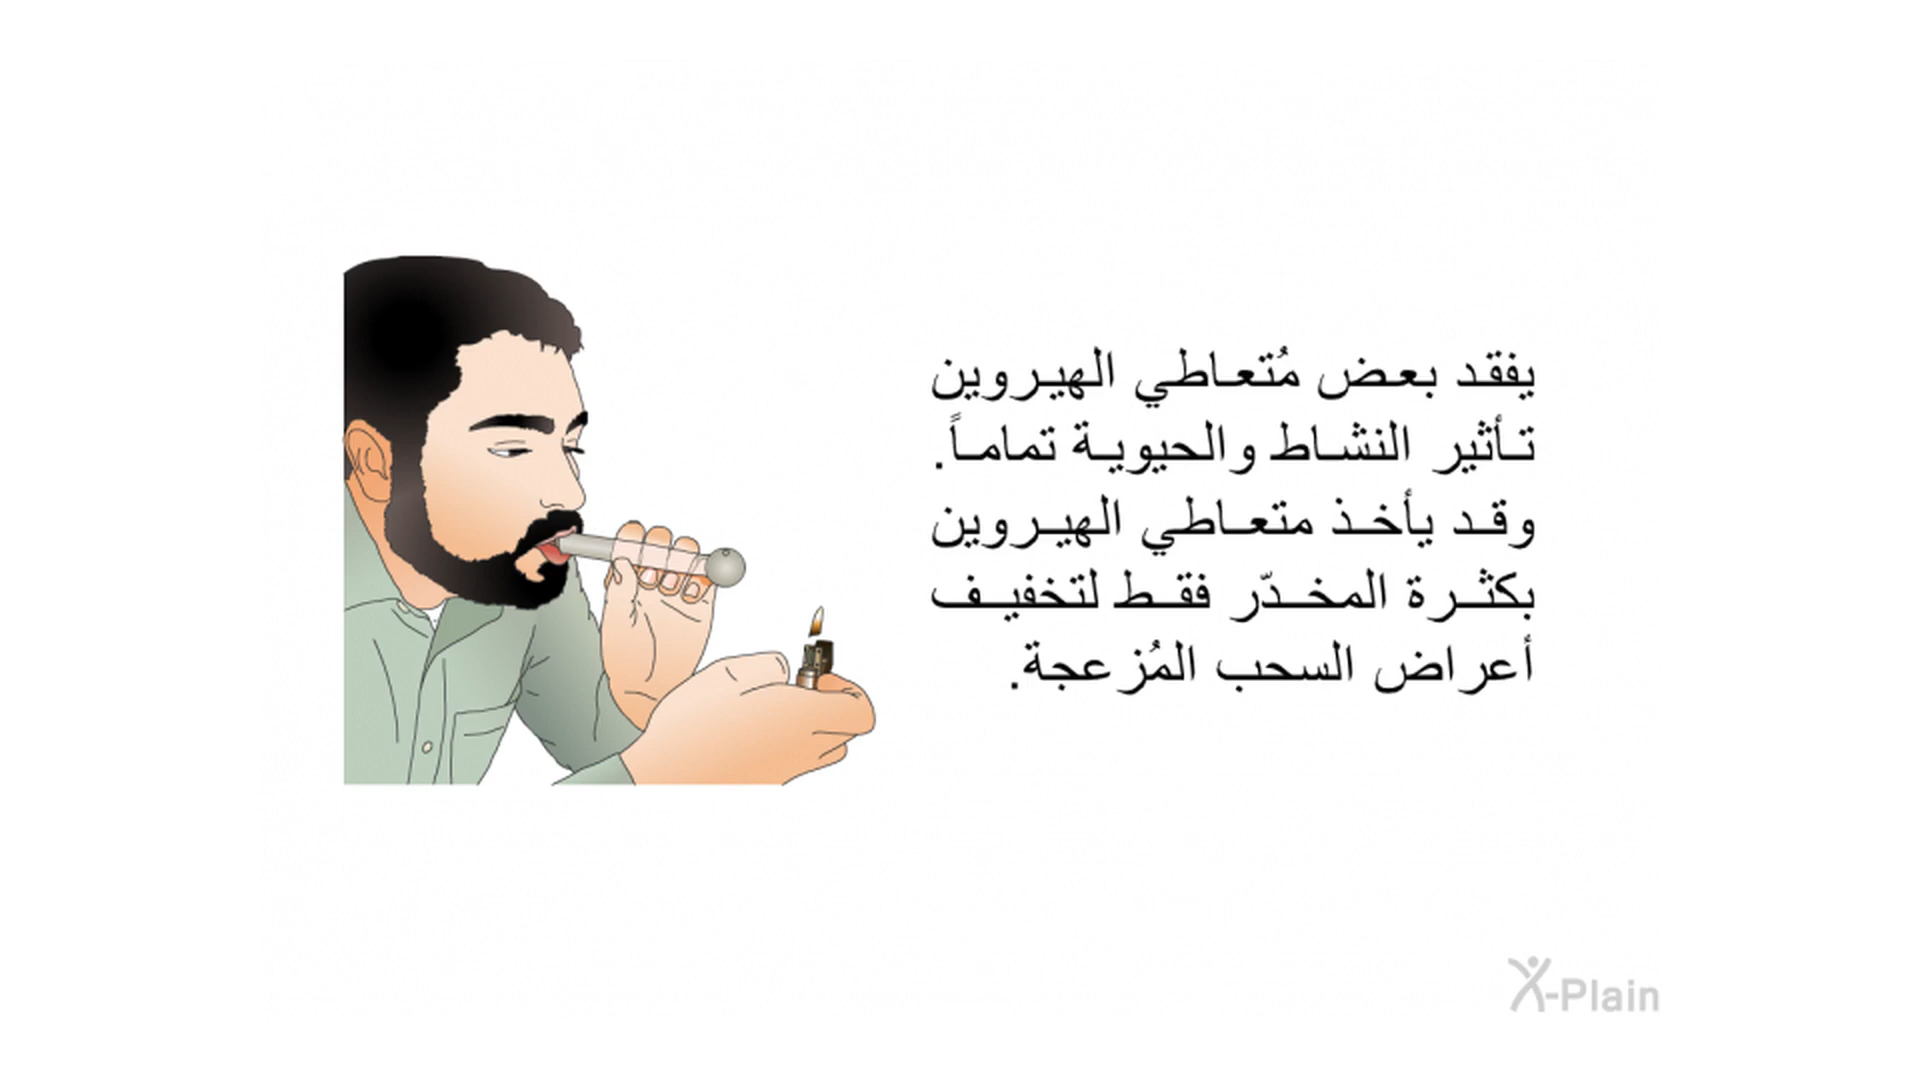 يفقد بعض مُتعاطي الهيروين
تأثير النشاط والحيوية تماماً.
وقد يأخذ متعاطي الهيروين
بكثرة المخدّر فقط لتخفيف
أعراض السحب المُزعجة.
X-Plain